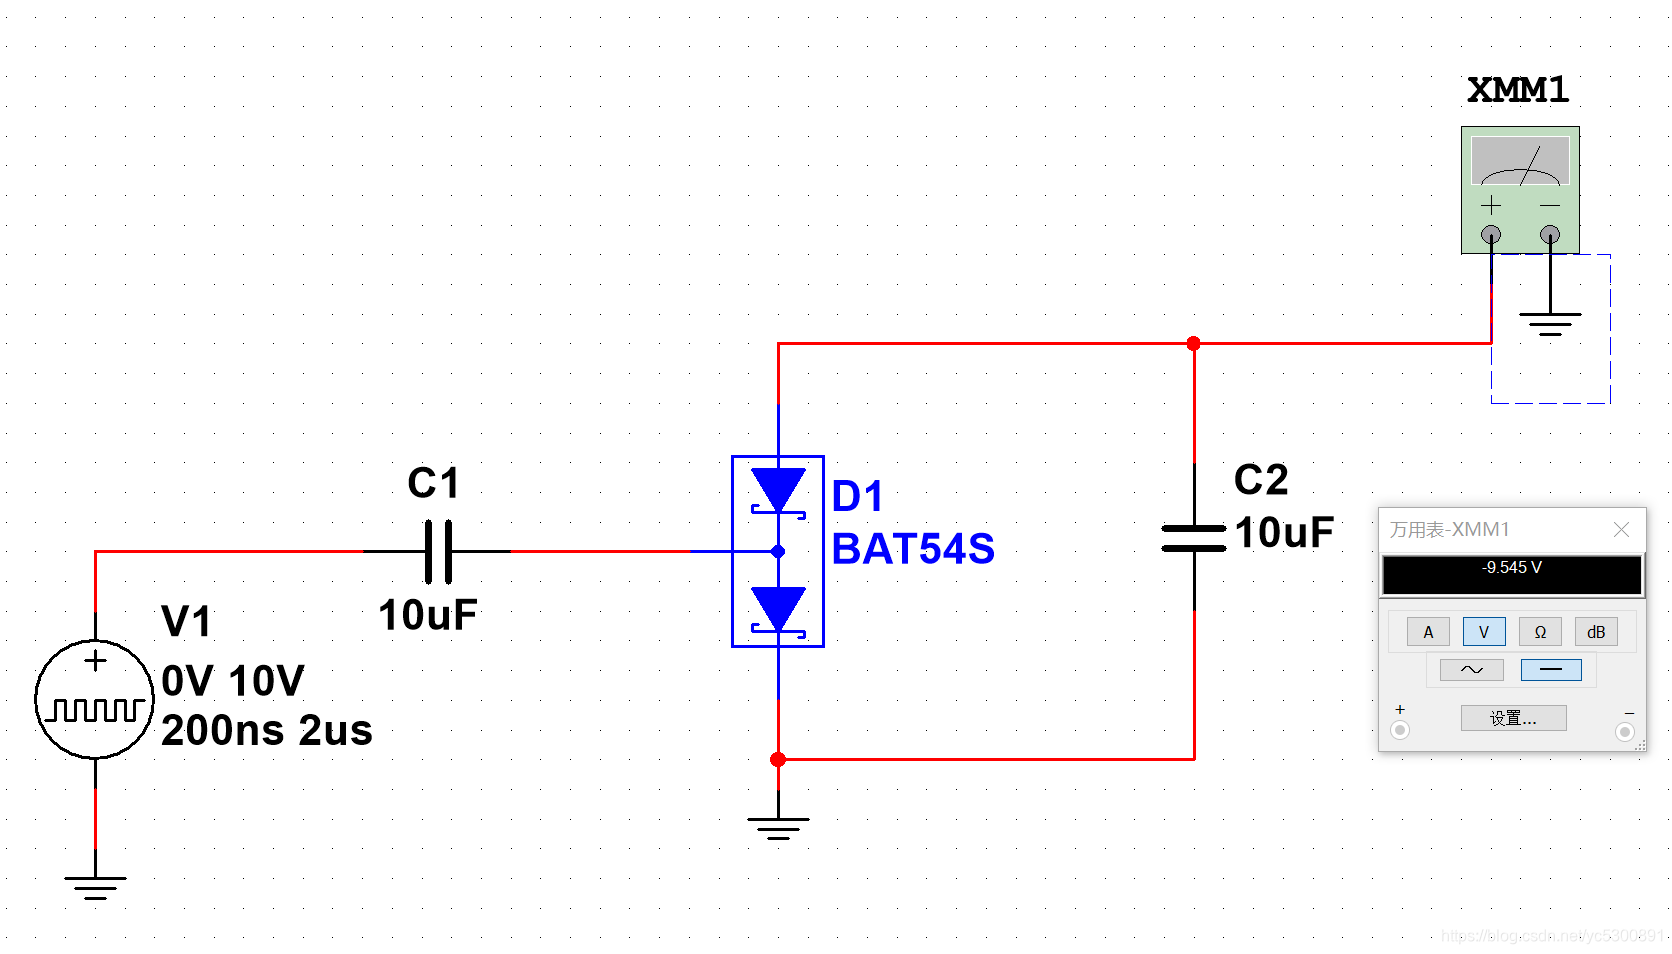 XMM1
+ −
C1
10uF
D1
BAT54S
C2
10uF
V1
+
0V 10V
200ns 2us
万用表-XMM1
-9.545 V
A V Ω dB
+ −
设置...
https://blog.csdn.net/yc5300891